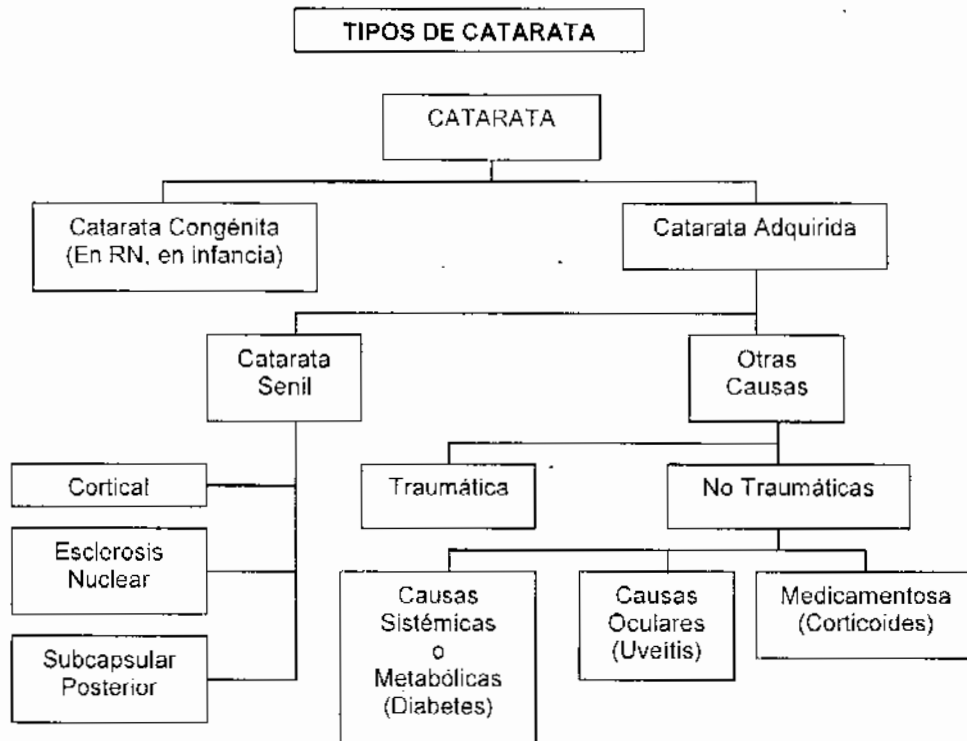 TIPOS DE CATARATA
CATARATA
Catarata Congénita
(En RN, en infancia)
Catarata Adquirida
Catarata
Senil
Otras
Causas
Cortical
Esclerosis
Nuclear
Subcapsular
Posterior
Traumática
No Traumáticas
Causas
Sistémicas
o
Metabólicas
(Diabetes)
Causas
Oculares
(Uveítis)
Medicamentosa
(Corticoides)